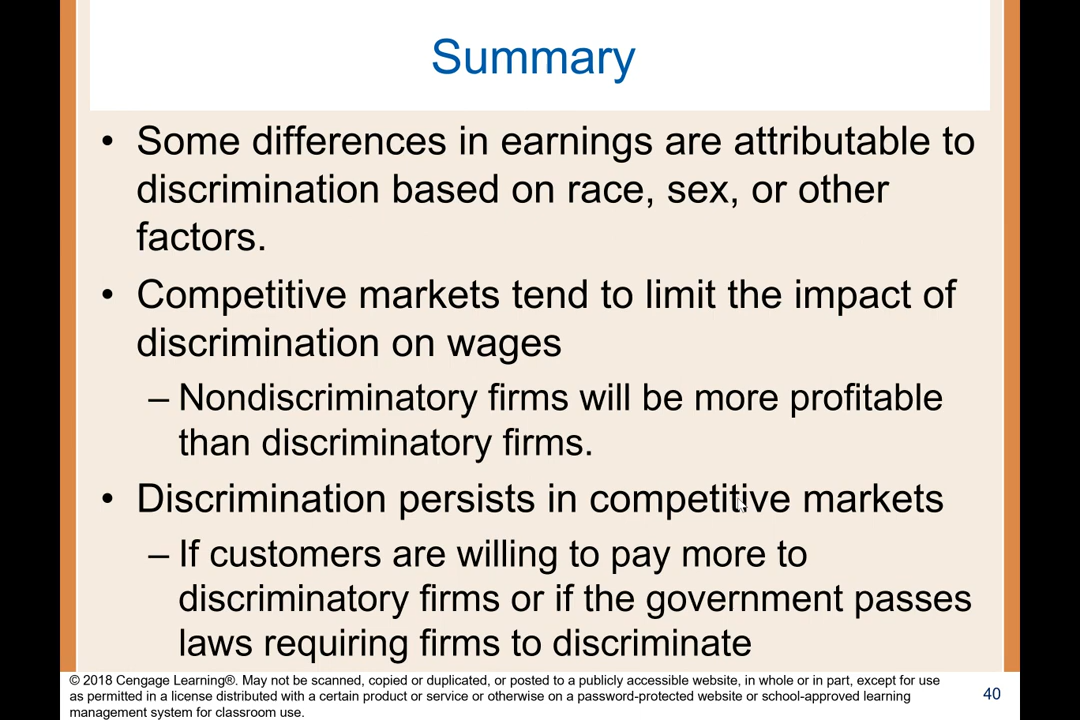 Summary
• Some differences in earnings are attributable to
discrimination based on race, sex, or other
factors.
• Competitive markets tend to limit the impact of
discrimination on wages
– Nondiscriminatory firms will be more profitable
than discriminatory firms.
• Discrimination persists in competitive markets
– If customers are willing to pay more to
discriminatory firms or if the government passes
laws requiring firms to discriminate
© 2018 Cengage Learning®. May not be scanned, copied or duplicated, or posted to a publicly accessible website, in whole or in part, except for use
as permitted in a license distributed with a certain product or service or otherwise on a password-protected website or school-approved learning
management system for classroom use.
40